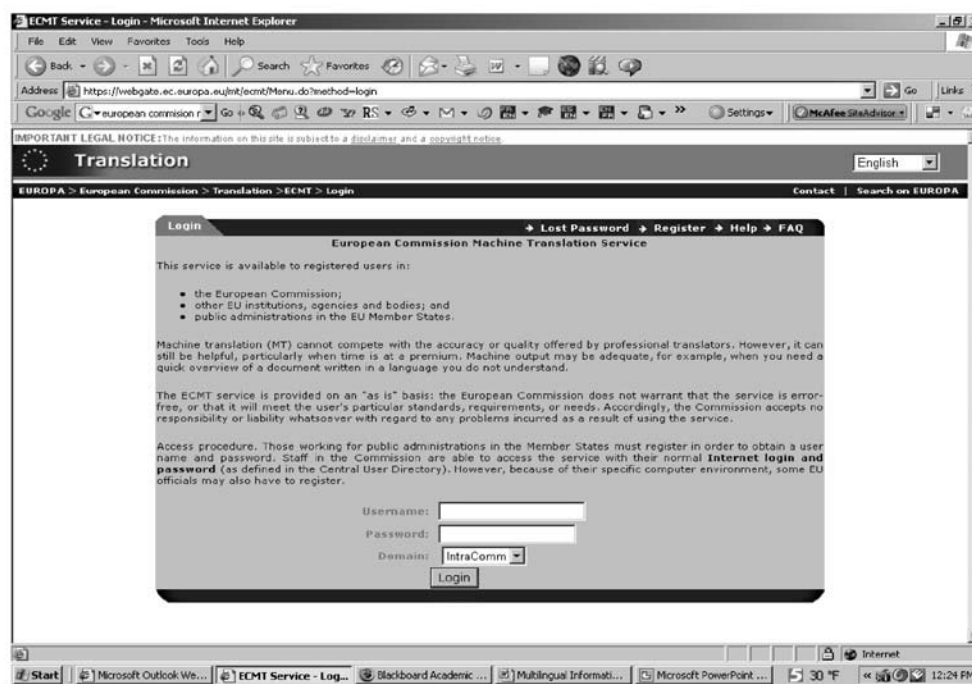 ECMT Service - Login - Microsoft Internet Explorer
File Edit View Favorites Tools Help
Back Search Favorites
Address https://webgate.ec.europa.eu/mt/ecmt/Menu.do?method=login Go Links
Google european commision r Go RS Settings McAfee SiteAdvisor
IMPORTANT LEGAL NOTICE: The information on this site is subject to a disclaimer and a copyright notice
Translation English
EUROPA > European Commission > Translation >ECMT > Login Contact | Search on EUROPA
Login Lost Password Register Help FAQ
European Commission Machine Translation Service
This service is available to registered users in:
• the European Commission;
• other EU institutions, agencies and bodies; and
• public administrations in the EU Member States.
Machine translation (MT) cannot compete with the accuracy or quality offered by professional translators. However, it can
still be helpful, particularly when time is at a premium. Machine output may be adequate, for example, when you need a
quick overview of a document written in a language you do not understand.
The ECMT service is provided on an "as is" basis: the European Commission does not warrant that the service is error-
free, or that it will meet the user's particular standards, requirements, or needs. Accordingly, the Commission accepts no
responsibility or liability whatsoever with regard to any problems incurred as a result of using the service.
Access procedure. Those working for public administrations in the Member States must register in order to obtain a user
name and password. Staff in the Commission are able to access the service with their normal Internet login and
password (as defined in the Central User Directory). However, because of their specific computer environment, some EU
officials may also have to register.
Username:
Password:
Domain: IntraComm
Login
Internet
Start Microsoft Outlook We... ECMT Service - Log... Blackboard Academic ... Multilingual Informati... Microsoft PowerPoint ... 30 °F 12:24 PM